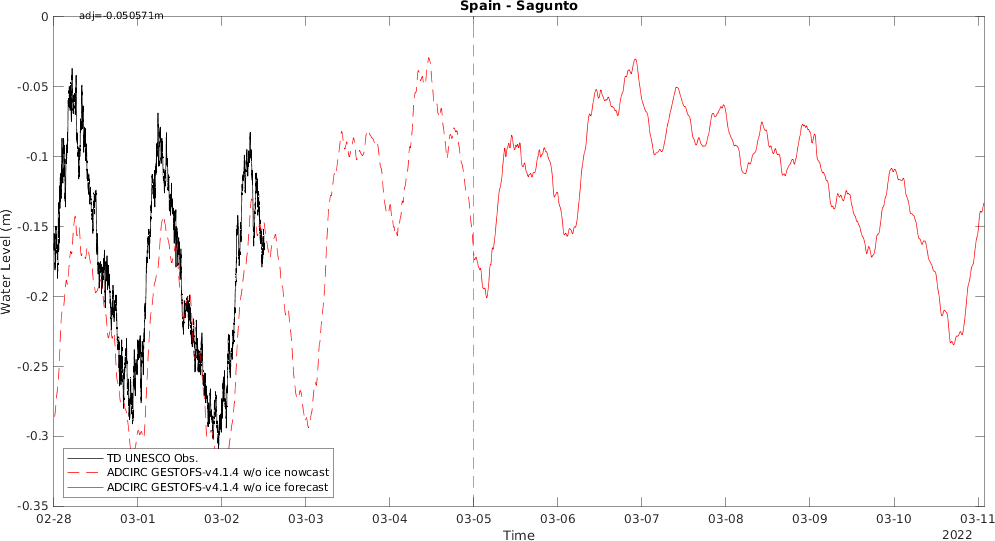 Spain - Sagunto
adj=-0.050571m
0
-0.05
-0.1
-0.15
-0.2
-0.25
-0.3
-0.35
Water Level (m)
TD UNESCO Obs.
ADCIRC GESTOFS-v4.1.4 w/o ice nowcast
ADCIRC GESTOFS-v4.1.4 w/o ice forecast
02-28 03-01 03-02 03-03 03-04 03-05 03-06 03-07 03-08 03-09 03-10 03-11
Time
2022